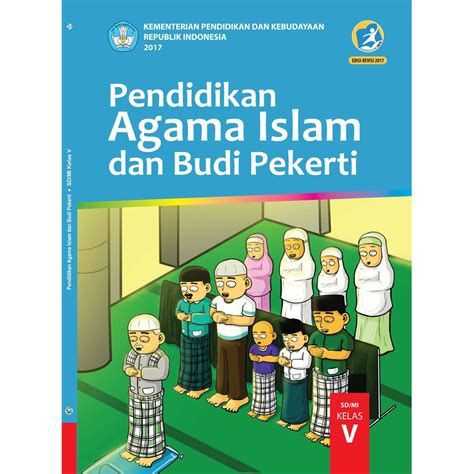 KEMENTERIAN PENDIDIKAN DAN KEBUDAYAAN
REPUBLIK INDONESIA
2017
EDISI REVISI 2017
Pendidikan
Agama Islam
dan Budi Pekerti
Pendidikan Agama Islam dan Budi Pekerti • SD/MI Kelas V
SD/MI
KELAS
V